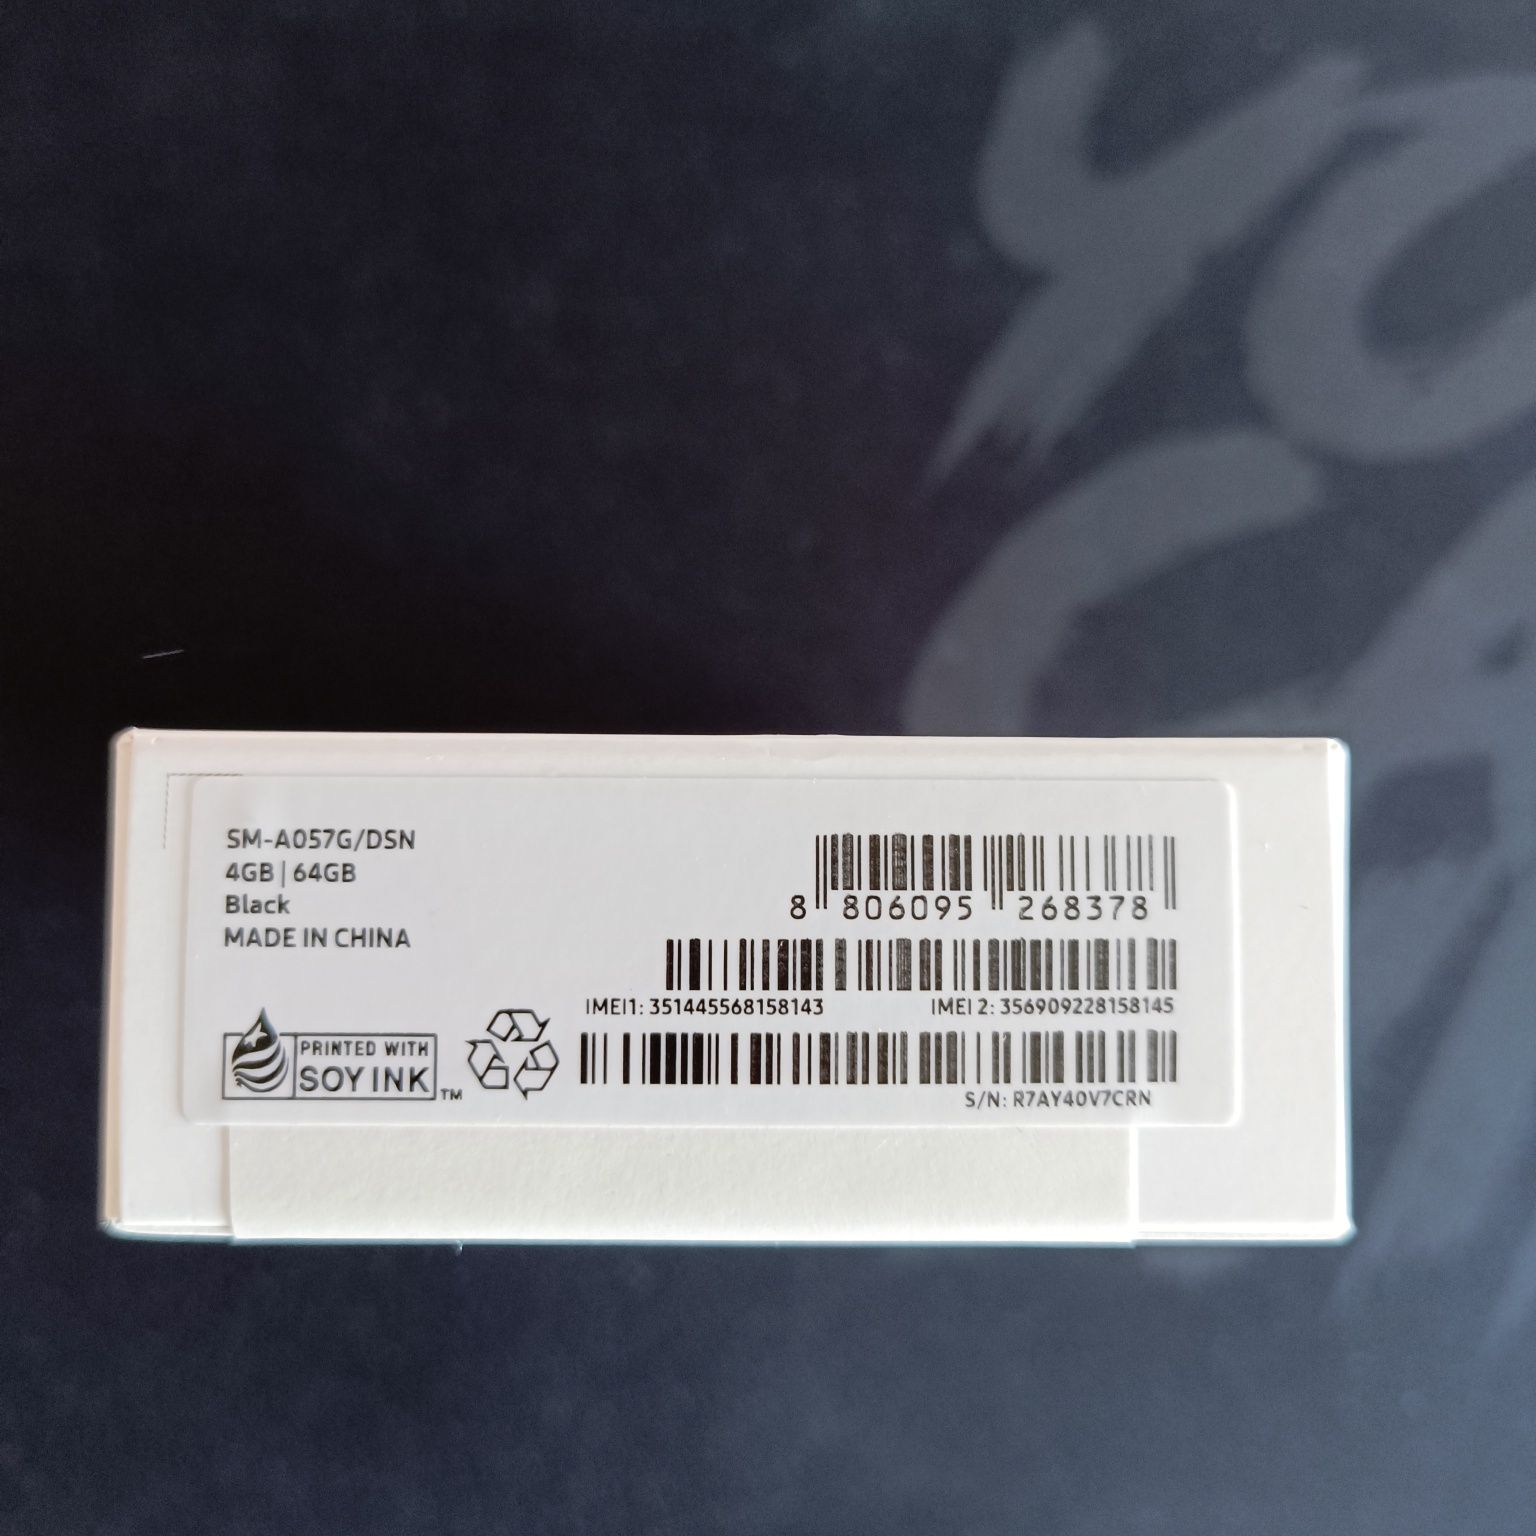 SM-A057G/DSN
4GB | 64GB
Black
MADE IN CHINA
8 806095 268378
IMEI1: 351445568158143 IMEI 2: 356909228158145
PRINTED WITH
SOY INK™
S/N: R7AY40V7CRN